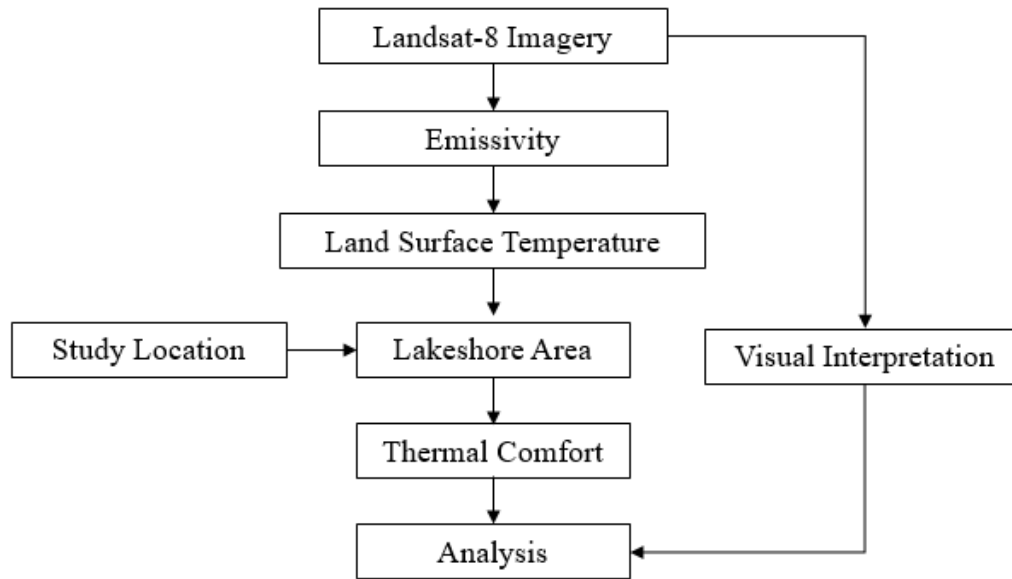 Landsat-8 Imagery
Emissivity
Land Surface Temperature
Study Location
Lakeshore Area
Visual Interpretation
Thermal Comfort
Analysis